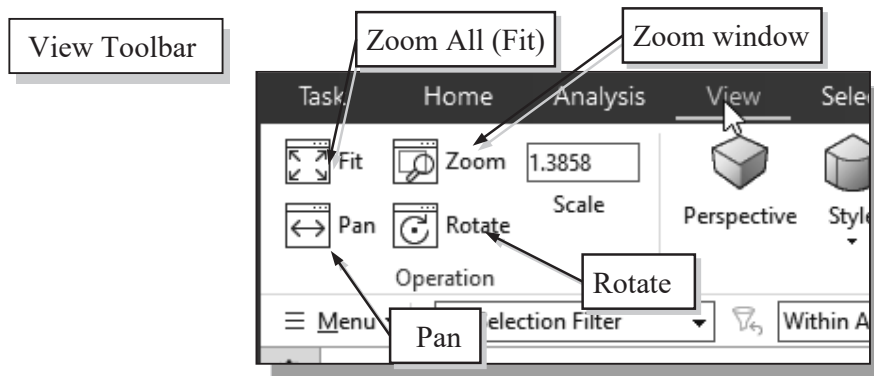 View Toolbar
Zoom All (Fit)
Zoom window
Task
Home
Analysis
View
Fit
Zoom
1.3858
Pan
Rotate
Scale
Perspective
Operation
Rotate
Menu
Filter
Within
Pan